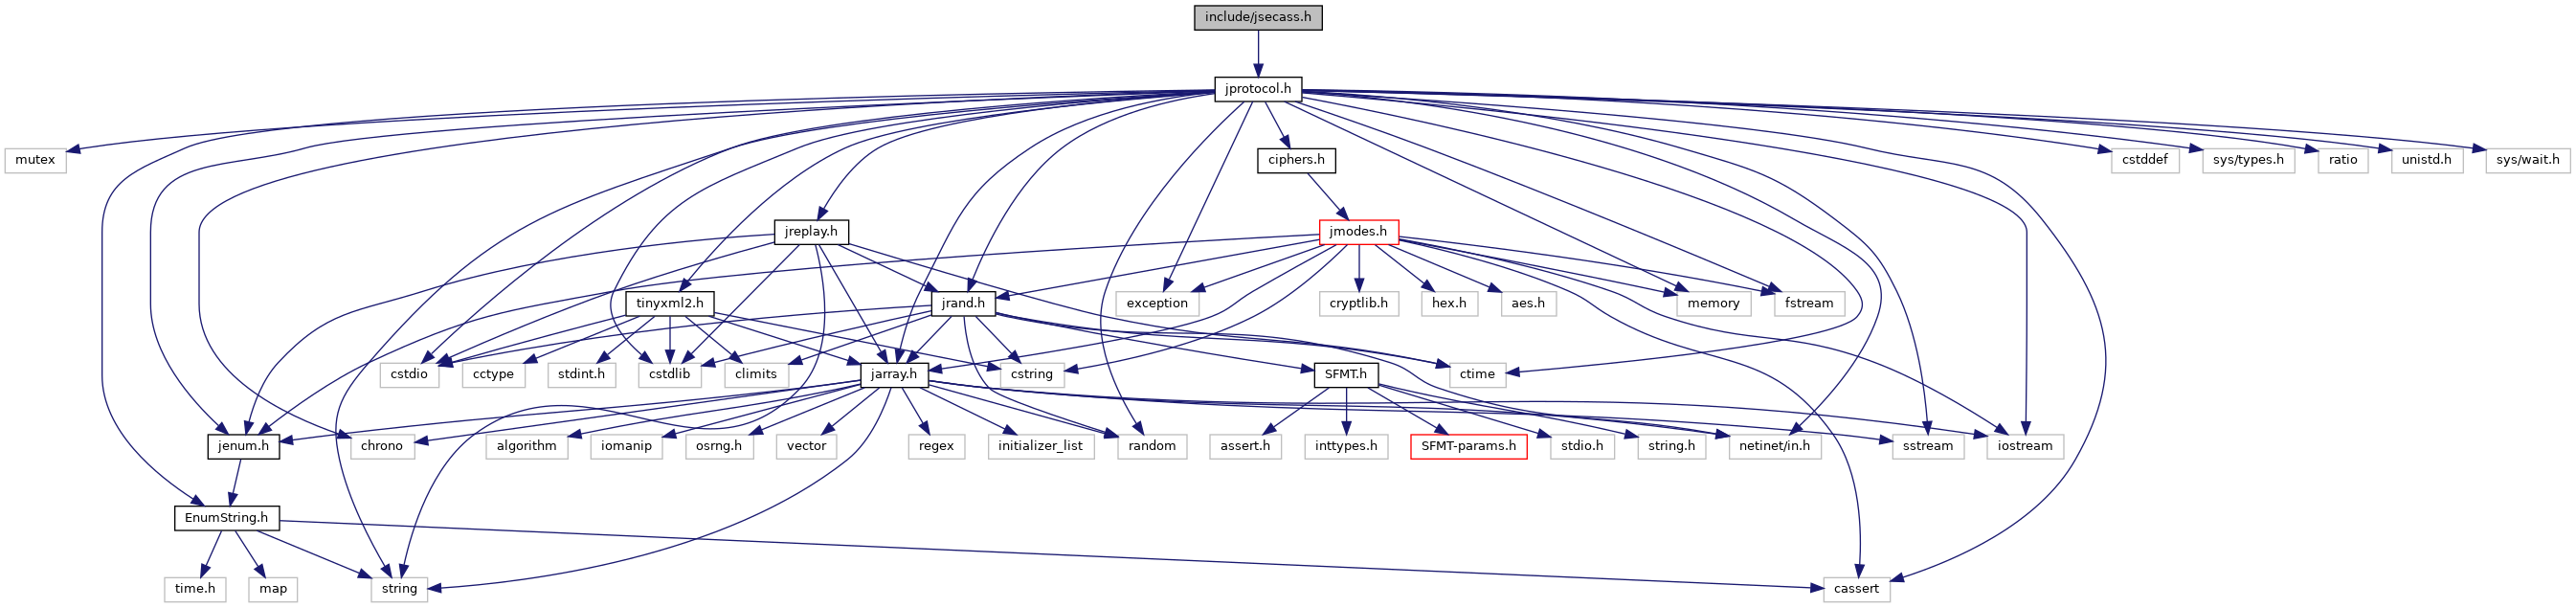 include/jsecass.h
jprotocol.h
mutex
ciphers.h
cstddef
sys/types.h
ratio
unistd.h
sys/wait.h
jreplay.h
jmodes.h
tinyxml2.h
jrand.h
exception
cryptlib.h
hex.h
aes.h
memory
fstream
cstdio
cctype
stdint.h
cstdlib
climits
jarray.h
cstring
SFMT.h
ctime
jenum.h
chrono
algorithm
iomanip
osrng.h
vector
regex
initializer_list
random
assert.h
inttypes.h
SFMT-params.h
stdio.h
string.h
netinet/in.h
sstream
iostream
EnumString.h
time.h
map
string
cassert